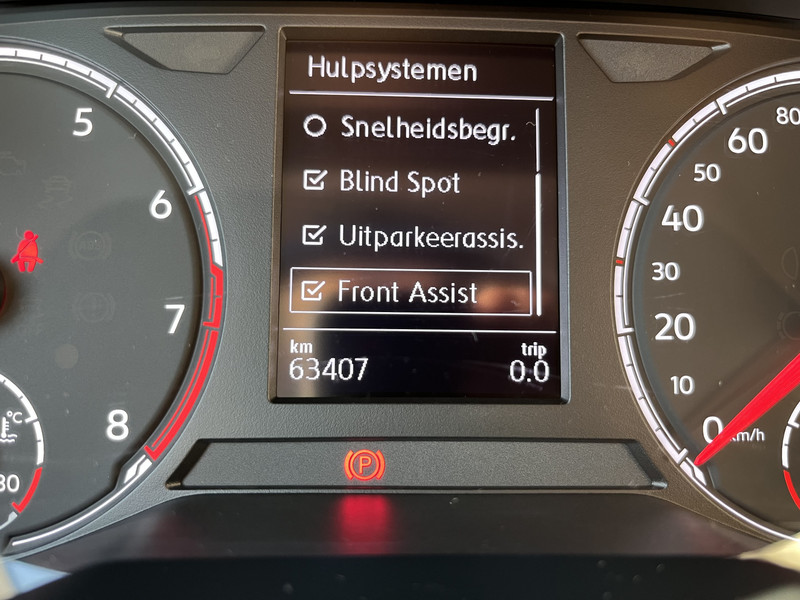 Hulpsystemen
Snelheidsbegr.
Blind Spot
Uitparkeerassis.
Front Assist
km
trip
63407
0.0
5
6
7
8
°C
P
80
60
50
40
30
20
10
0
km/h